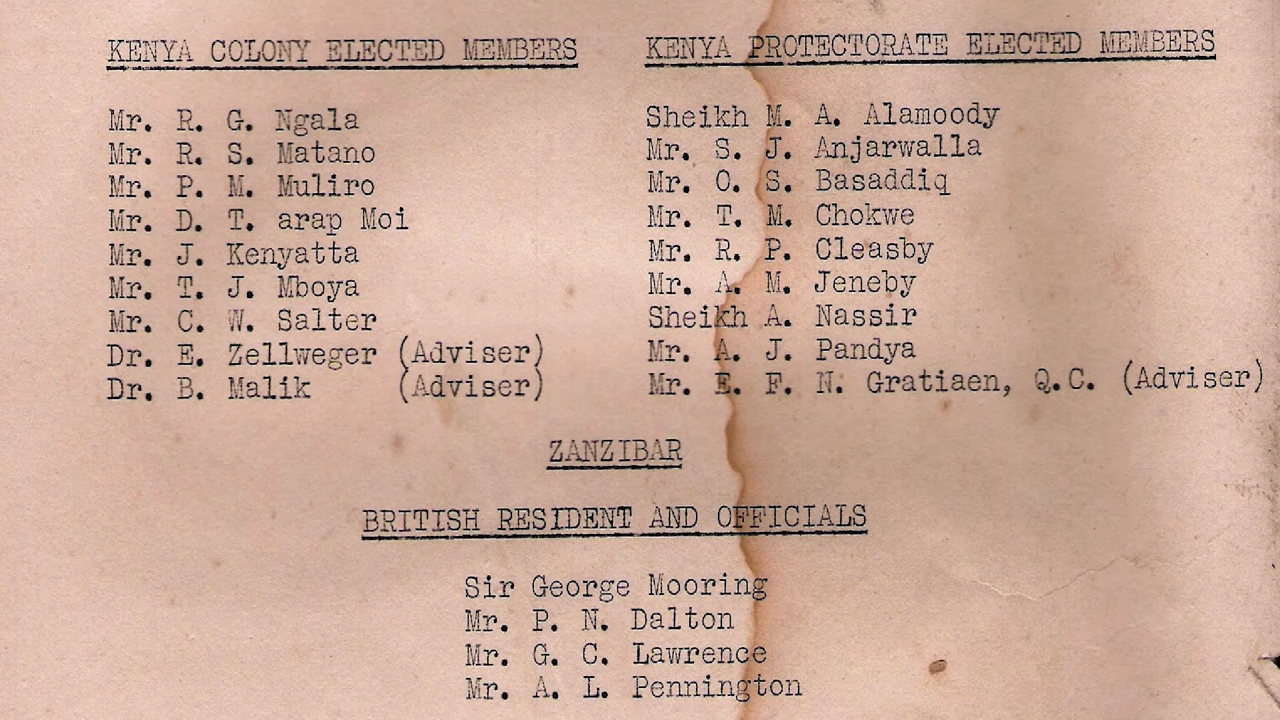 KENYA COLONY ELECTED MEMBERS
Mr. R. G. Ngala
Mr. R. S. Matano
Mr. P. M. Muliro
Mr. D. T. arap Moi
Mr. J. Kenyatta
Mr. T. J. Mboya
Mr. C. W. Salter
Dr. E. Zellweger (Adviser)
Dr. B. Malik (Adviser)
KENYA PROTECTORATE ELECTED MEMBERS
Sheikh M. A. Alamoody
Mr. S. J. Anjarwalla
Mr. O. S. Basaddiq
Mr. T. M. Chokwe
Mr. R. P. Cleasby
Mr. A. M. Jeneby
Sheikh A. Nassir
Mr. A. J. Pandya
Mr. E. F. N. Gratiaen, Q.C. (Adviser)
ZANZIBAR
BRITISH RESIDENT AND OFFICIALS
Sir George Mooring
Mr. P. N. Dalton
Mr. G. C. Lawrence
Mr. A. L. Pennington